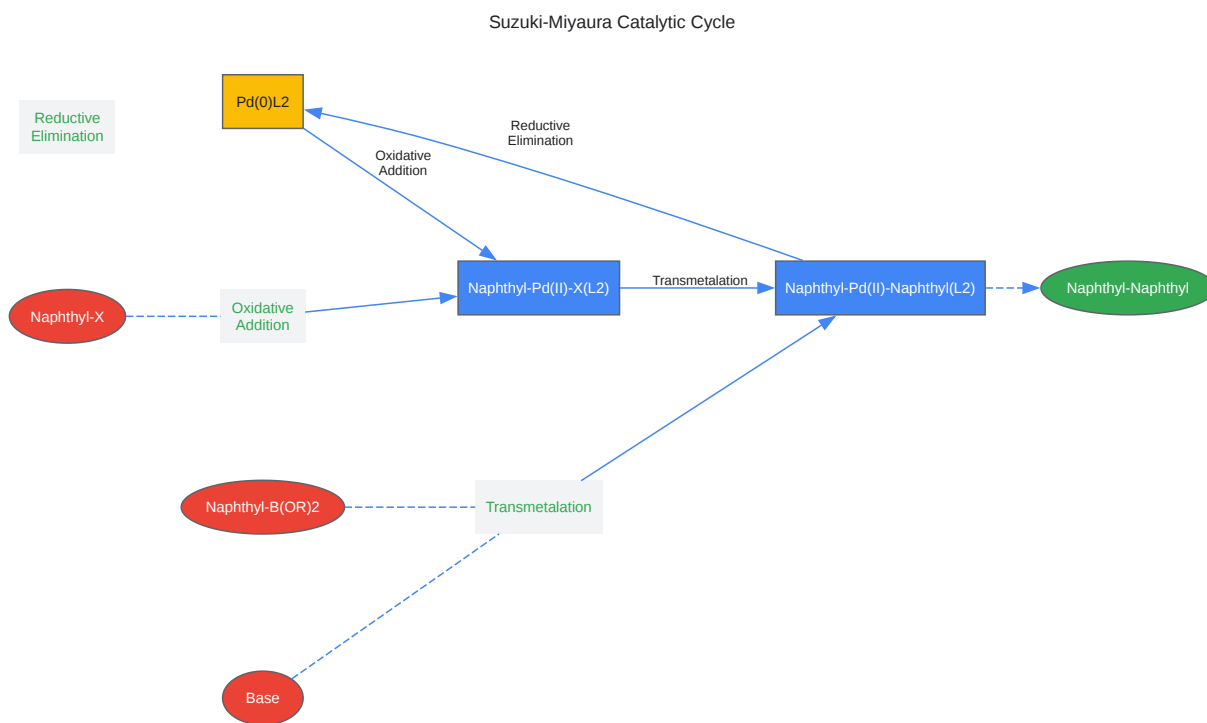 Suzuki-Miyaura Catalytic Cycle
Pd(0)L2
Reductive
Elimination
Reductive
Elimination
Oxidative
Addition
Naphthyl-Pd(II)-X(L2)
Transmetalation
Naphthyl-Pd(II)-Naphthyl(L2)
Naphthyl-Naphthyl
Naphthyl-X
Oxidative
Addition
Naphthyl-B(OR)2
Transmetalation
Base